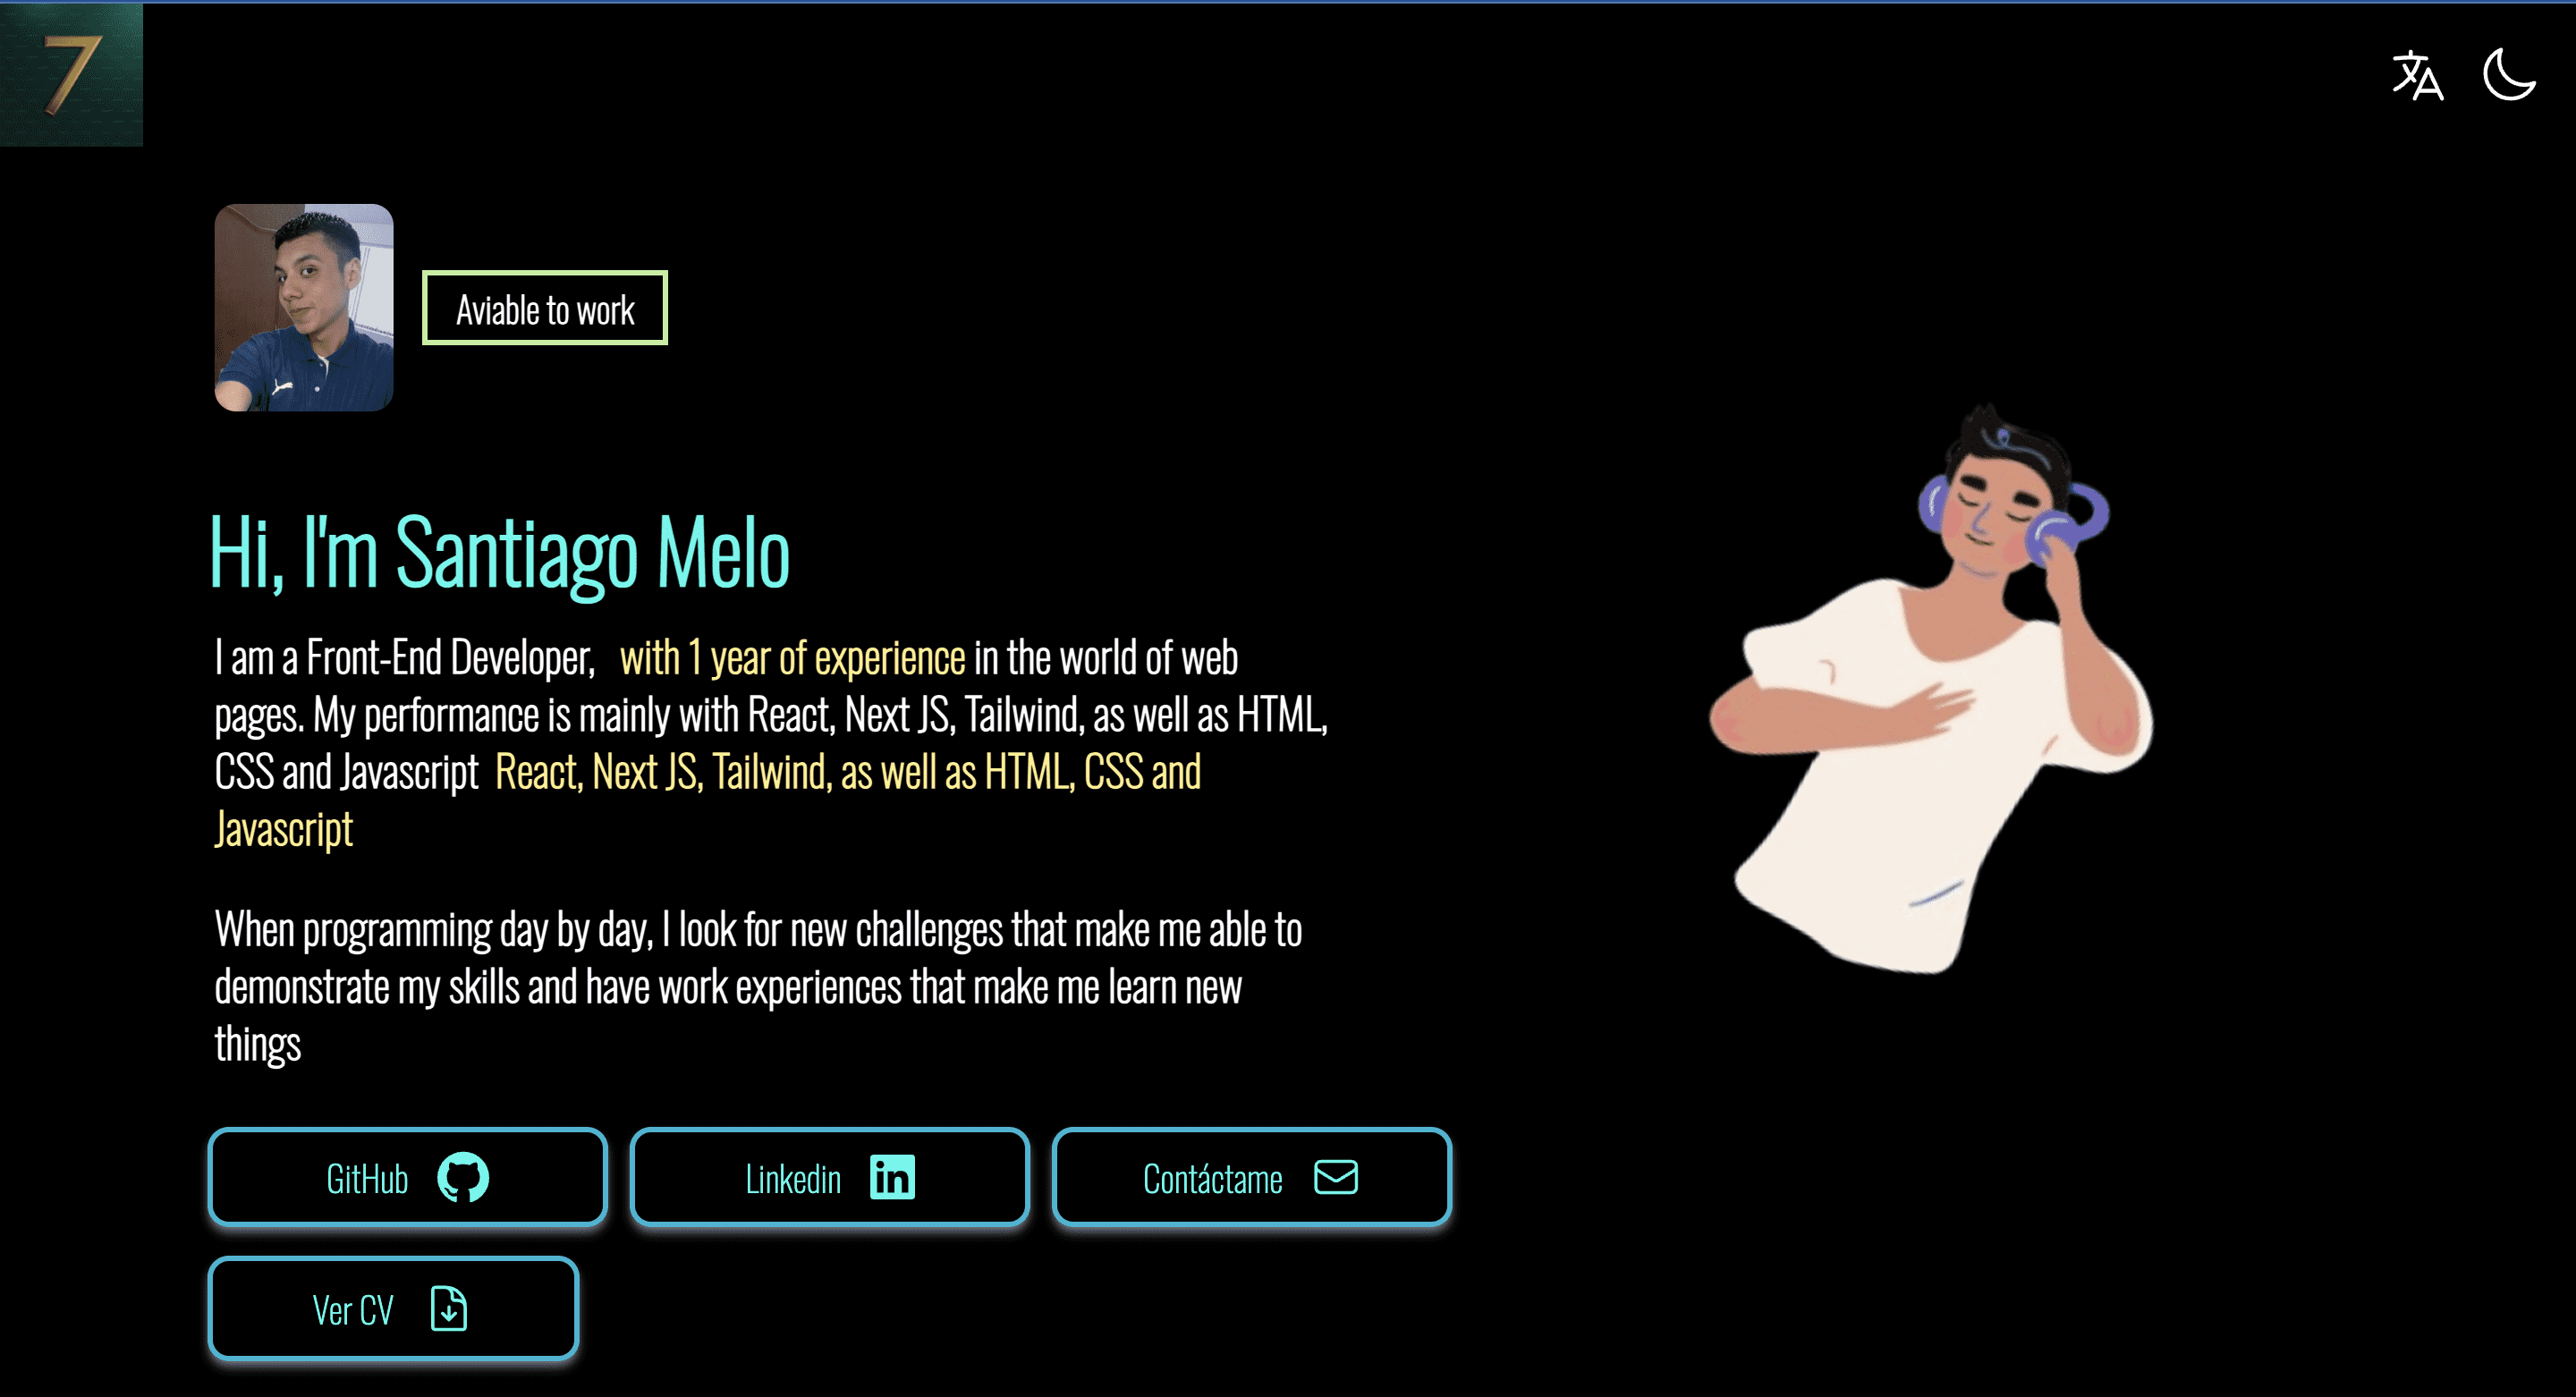 7
文A
Aviable to work
Hi, I'm Santiago Melo
I am a Front-End Developer, with 1 year of experience in the world of web
pages. My performance is mainly with React, Next JS, Tailwind, as well as HTML,
CSS and Javascript React, Next JS, Tailwind, as well as HTML, CSS and
Javascript
When programming day by day, I look for new challenges that make me able to
demonstrate my skills and have work experiences that make me learn new
things
GitHub
Linkedin in
Contáctame
Ver CV